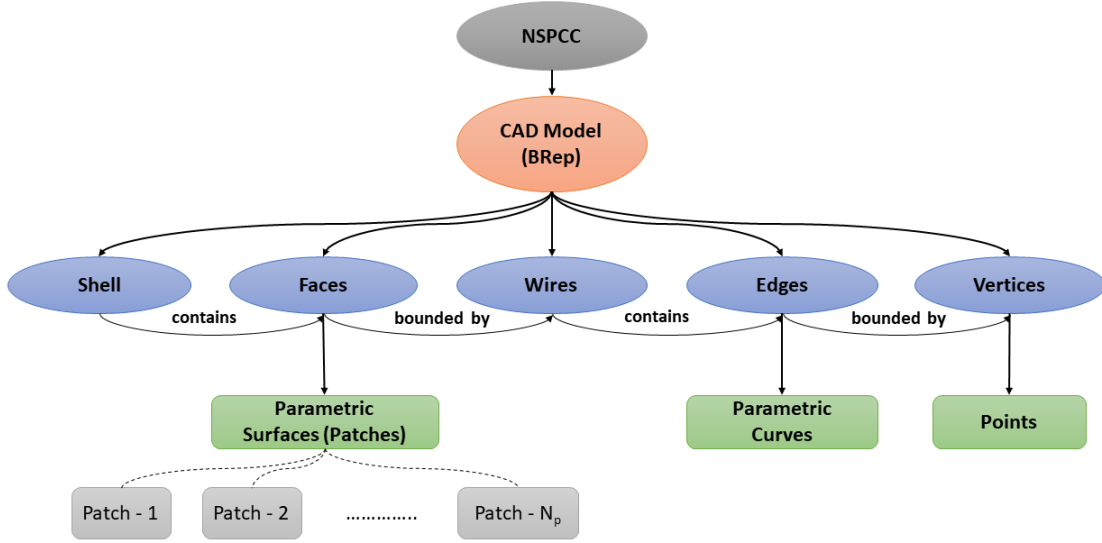 NSPCC
CAD Model
(BRep)
Shell
Faces
Wires
Edges
Vertices
contains
bounded by
contains
bounded by
Parametric
Surfaces (Patches)
Parametric
Curves
Points
Patch - 1
Patch - 2
…………..
Patch - Nₚ